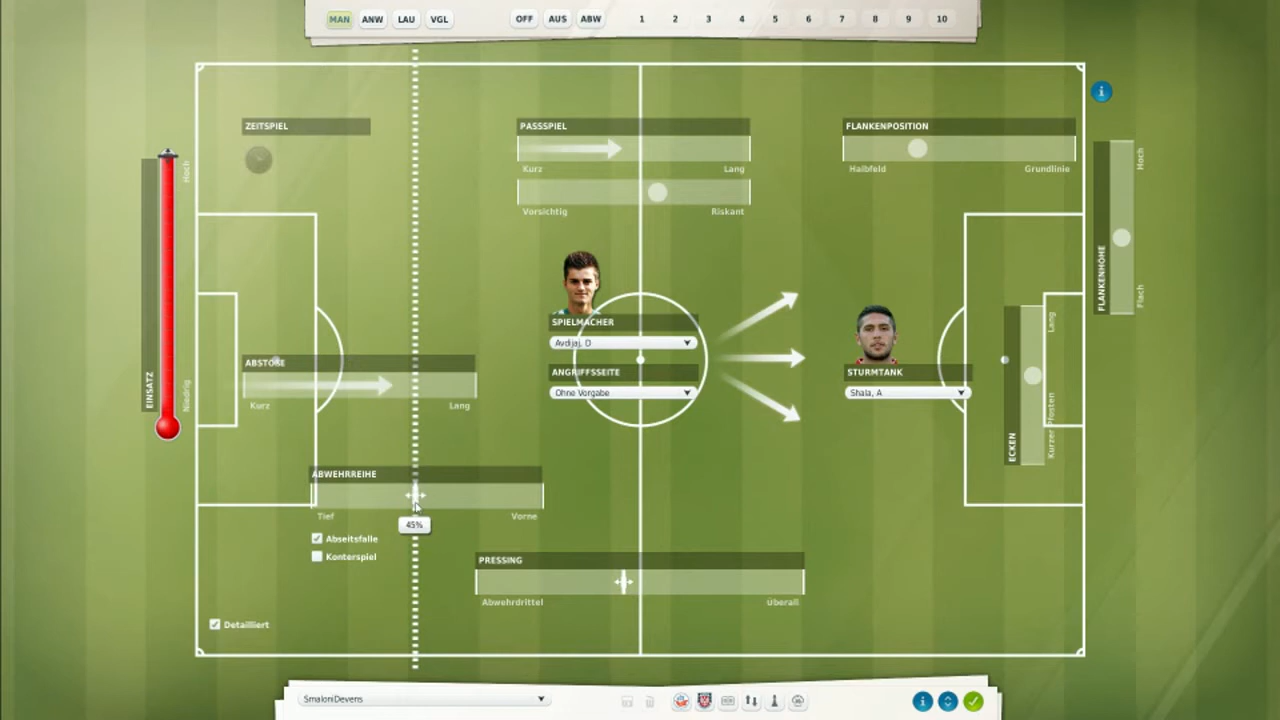 MAN ANW LAU VGL OFF AUS ABW 1 2 3 4 5 6 7 8 9 10
ZEITSPIEL
PASSSPIEL
Kurz Lang
Vorsichtig Riskant
FLANKENPOSITION
Halbfeld Grundlinie
EINSATZ
Hoch
Niedrig
FLANKENHÖHE
Hoch
Flach
SPIELMACHER
Avdijaj, D
ANGRIFFSSEITE
Ohne Vorgabe
STURMTANK
Shala, A
ABSTÖßE
Kurz Lang
ECKEN
Lang
Kurzer Pfosten
ABWEHRREIHE
Tief Vorne
45%
Abseitsfalle
Konterspiel
PRESSING
Abwehrdrittel Überall
Detailliert
SmaloniDevens